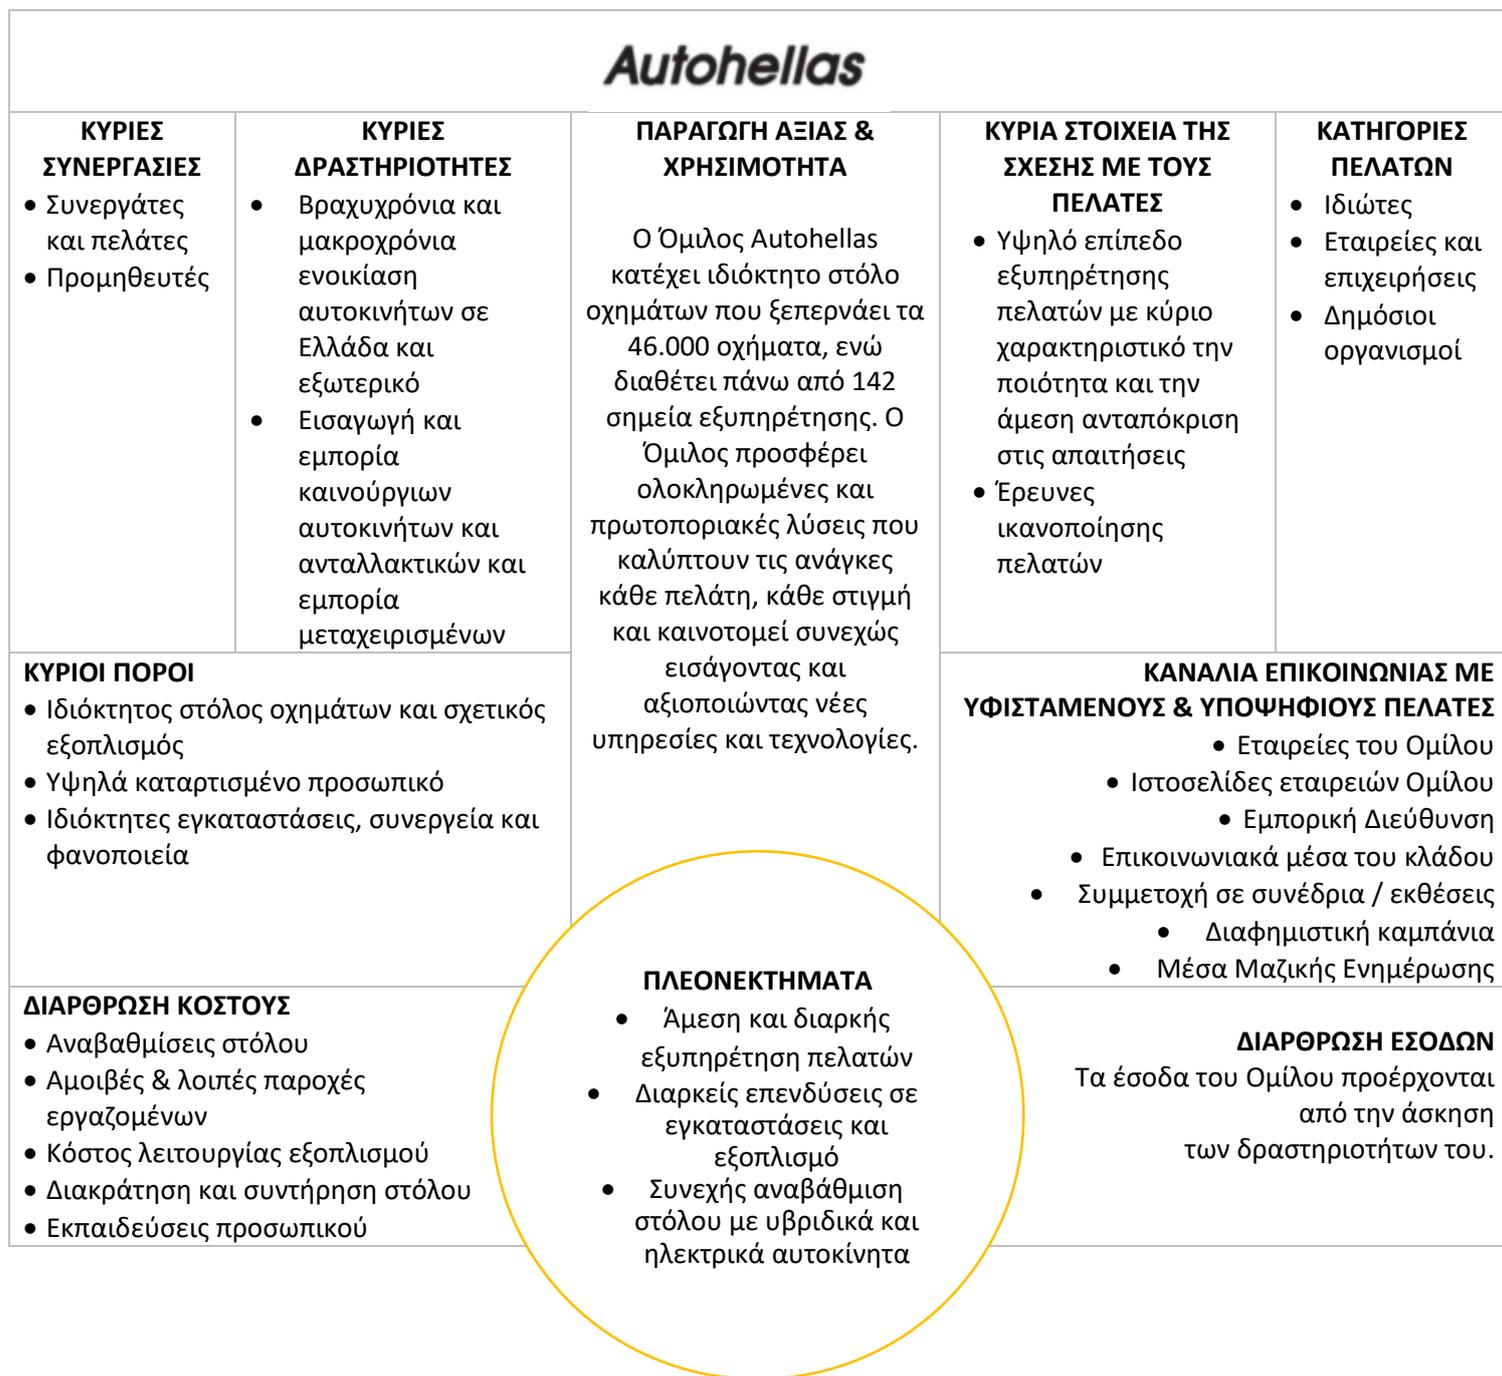 Autohellas
ΚΥΡΙΕΣ
ΣΥΝΕΡΓΑΣΙΕΣ
• Συνεργάτες
και πελάτες
• Προμηθευτές
ΚΥΡΙΕΣ
ΔΡΑΣΤΗΡΙΟΤΗΤΕΣ
• Βραχυχρόνια και
μακροχρόνια
ενοικίαση
αυτοκινήτων σε
Ελλάδα και
εξωτερικό
• Εισαγωγή και
εμπορία
καινούργιων
αυτοκινήτων και
ανταλλακτικών και
εμπορία
μεταχειρισμένων
ΠΑΡΑΓΩΓΗ ΑΞΙΑΣ &
ΧΡΗΣΙΜΟΤΗΤΑ
Ο Όμιλος Autohellas
κατέχει ιδιόκτητο στόλο
οχημάτων που ξεπερνάει τα
46.000 οχήματα, ενώ
διαθέτει πάνω από 142
σημεία εξυπηρέτησης. Ο
Όμιλος προσφέρει
ολοκληρωμένες και
πρωτοποριακές λύσεις που
καλύπτουν τις ανάγκες
κάθε πελάτη, κάθε στιγμή
και καινοτομεί συνεχώς
εισάγοντας και
αξιοποιώντας νέες
υπηρεσίες και τεχνολογίες.
ΚΥΡΙΑ ΣΤΟΙΧΕΙΑ ΤΗΣ
ΣΧΕΣΗΣ ΜΕ ΤΟΥΣ
ΠΕΛΑΤΕΣ
• Υψηλό επίπεδο
εξυπηρέτησης
πελατών με κύριο
χαρακτηριστικό την
ποιότητα και την
άμεση ανταπόκριση
στις απαιτήσεις
• Έρευνες
ικανοποίησης
πελατών
ΚΑΤΗΓΟΡΙΕΣ
ΠΕΛΑΤΩΝ
• Ιδιώτες
• Εταιρείες και
επιχειρήσεις
• Δημόσιοι
οργανισμοί
ΚΥΡΙΟΙ ΠΟΡΟΙ
• Ιδιόκτητος στόλος οχημάτων και σχετικός
εξοπλισμός
• Υψηλά καταρτισμένο προσωπικό
• Ιδιόκτητες εγκαταστάσεις, συνεργεία και
φανοποιεία
ΚΑΝΑΛΙΑ ΕΠΙΚΟΙΝΩΝΙΑΣ ΜΕ
ΥΦΙΣΤΑΜΕΝΟΥΣ & ΥΠΟΨΗΦΙΟΥΣ ΠΕΛΑΤΕΣ
• Εταιρείες του Ομίλου
• Ιστοσελίδες εταιρειών Ομίλου
• Εμπορική Διεύθυνση
• Επικοινωνιακά μέσα του κλάδου
• Συμμετοχή σε συνέδρια / εκθέσεις
• Διαφημιστική καμπάνια
• Μέσα Μαζικής Ενημέρωσης
ΔΙΑΡΘΡΩΣΗ ΚΟΣΤΟΥΣ
• Αναβαθμίσεις στόλου
• Αμοιβές & λοιπές παροχές
εργαζομένων
• Κόστος λειτουργίας εξοπλισμού
• Διακράτηση και συντήρηση στόλου
• Εκπαιδεύσεις προσωπικού
ΠΛΕΟΝΕΚΤΗΜΑΤΑ
• Άμεση και διαρκής
εξυπηρέτηση πελατών
• Διαρκείς επενδύσεις σε
εγκαταστάσεις και
εξοπλισμό
• Συνεχής αναβάθμιση
στόλου με υβριδικά και
ηλεκτρικά αυτοκίνητα
ΔΙΑΡΘΡΩΣΗ ΕΣΟΔΩΝ
Τα έσοδα του Ομίλου προέρχονται
από την άσκηση
των δραστηριοτήτων του.